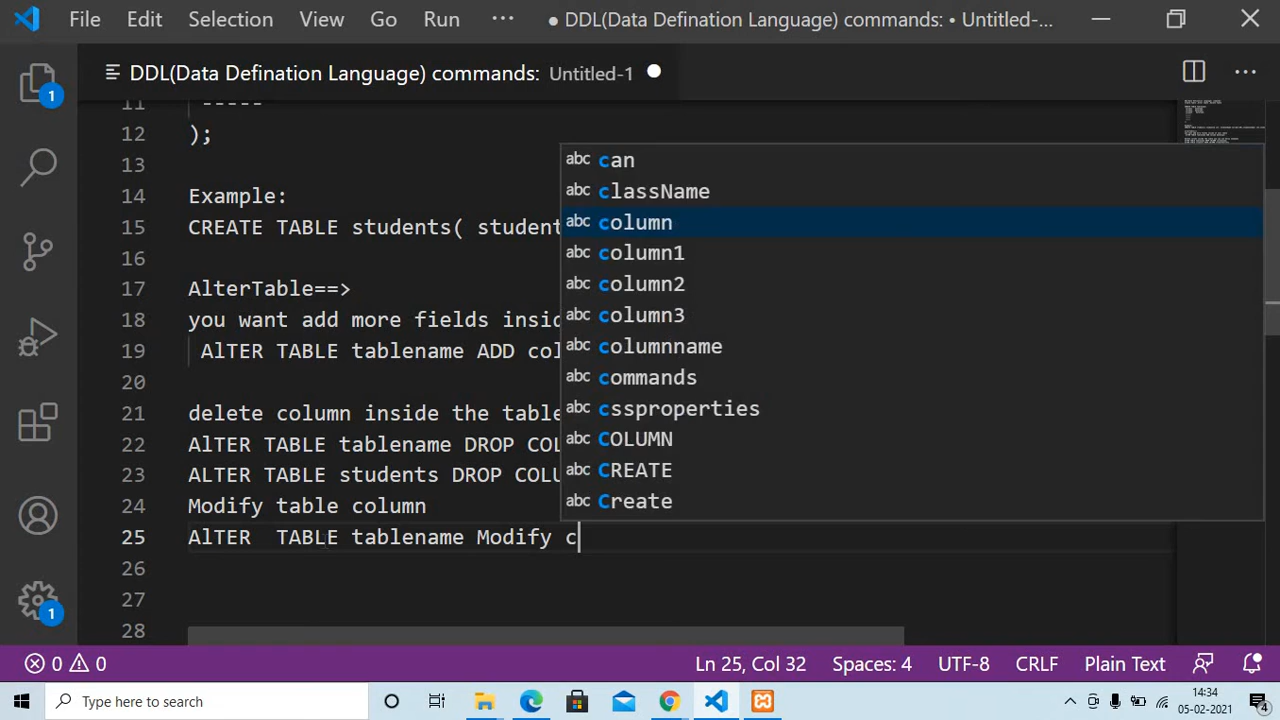 File Edit Selection View Go Run ··· ● DDL(Data Defination Language) commands: • Untitled-...
DDL(Data Defination Language) commands: Untitled-1
11 -----
12 );
13
14 Example:
15 CREATE TABLE students( student
16
17 AlterTable==>
18 you want add more fields insid
19 AlTER TABLE tablename ADD col
20
21 delete column inside the table
22 AlTER TABLE tablename DROP COL
23 AlTER TABLE students DROP COLU
24 Modify table column
25 AlTER  TABLE tablename Modify c
26
27
28
abc can
abc className
abc column
abc column1
abc column2
abc column3
abc columnname
abc commands
abc cssproperties
abc COLUMN
abc CREATE
abc Create
1
1
0 0 Ln 25, Col 32 Spaces: 4 UTF-8 CRLF Plain Text
Type here to search
14:34
05-02-2021
4